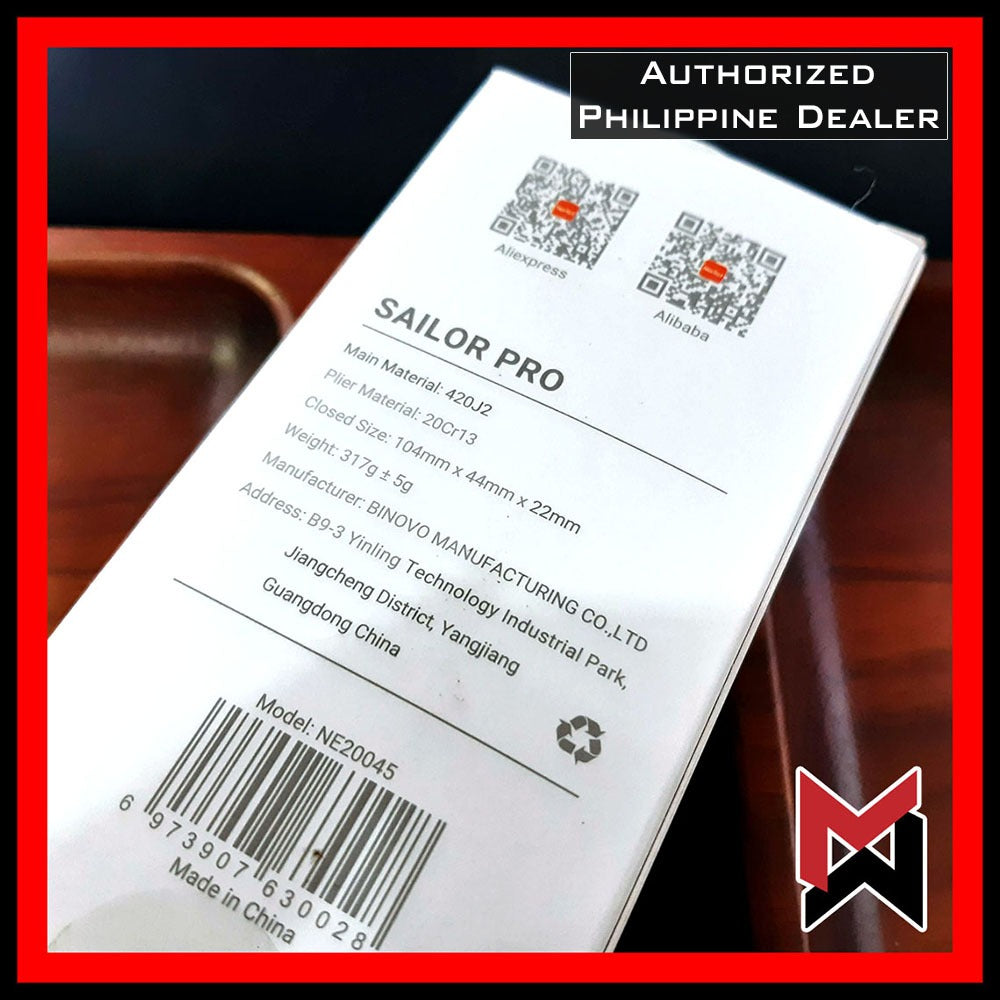 AUTHORIZED
PHILIPPINE DEALER
Aliexpress
Alibaba
SAILOR PRO
Main Material: 420J2
Plier Material: 20Cr13
Closed Size: 104mm x 44mm x 22mm
Weight: 317g ± 5g
Manufacturer: BINOVO MANUFACTURING CO.,LTD
Address: B9-3 Yinling Technology Industrial Park,
Jiangcheng District, Yangjiang
Guangdong China
Model: NE20045
6 973907 630028
Made in China